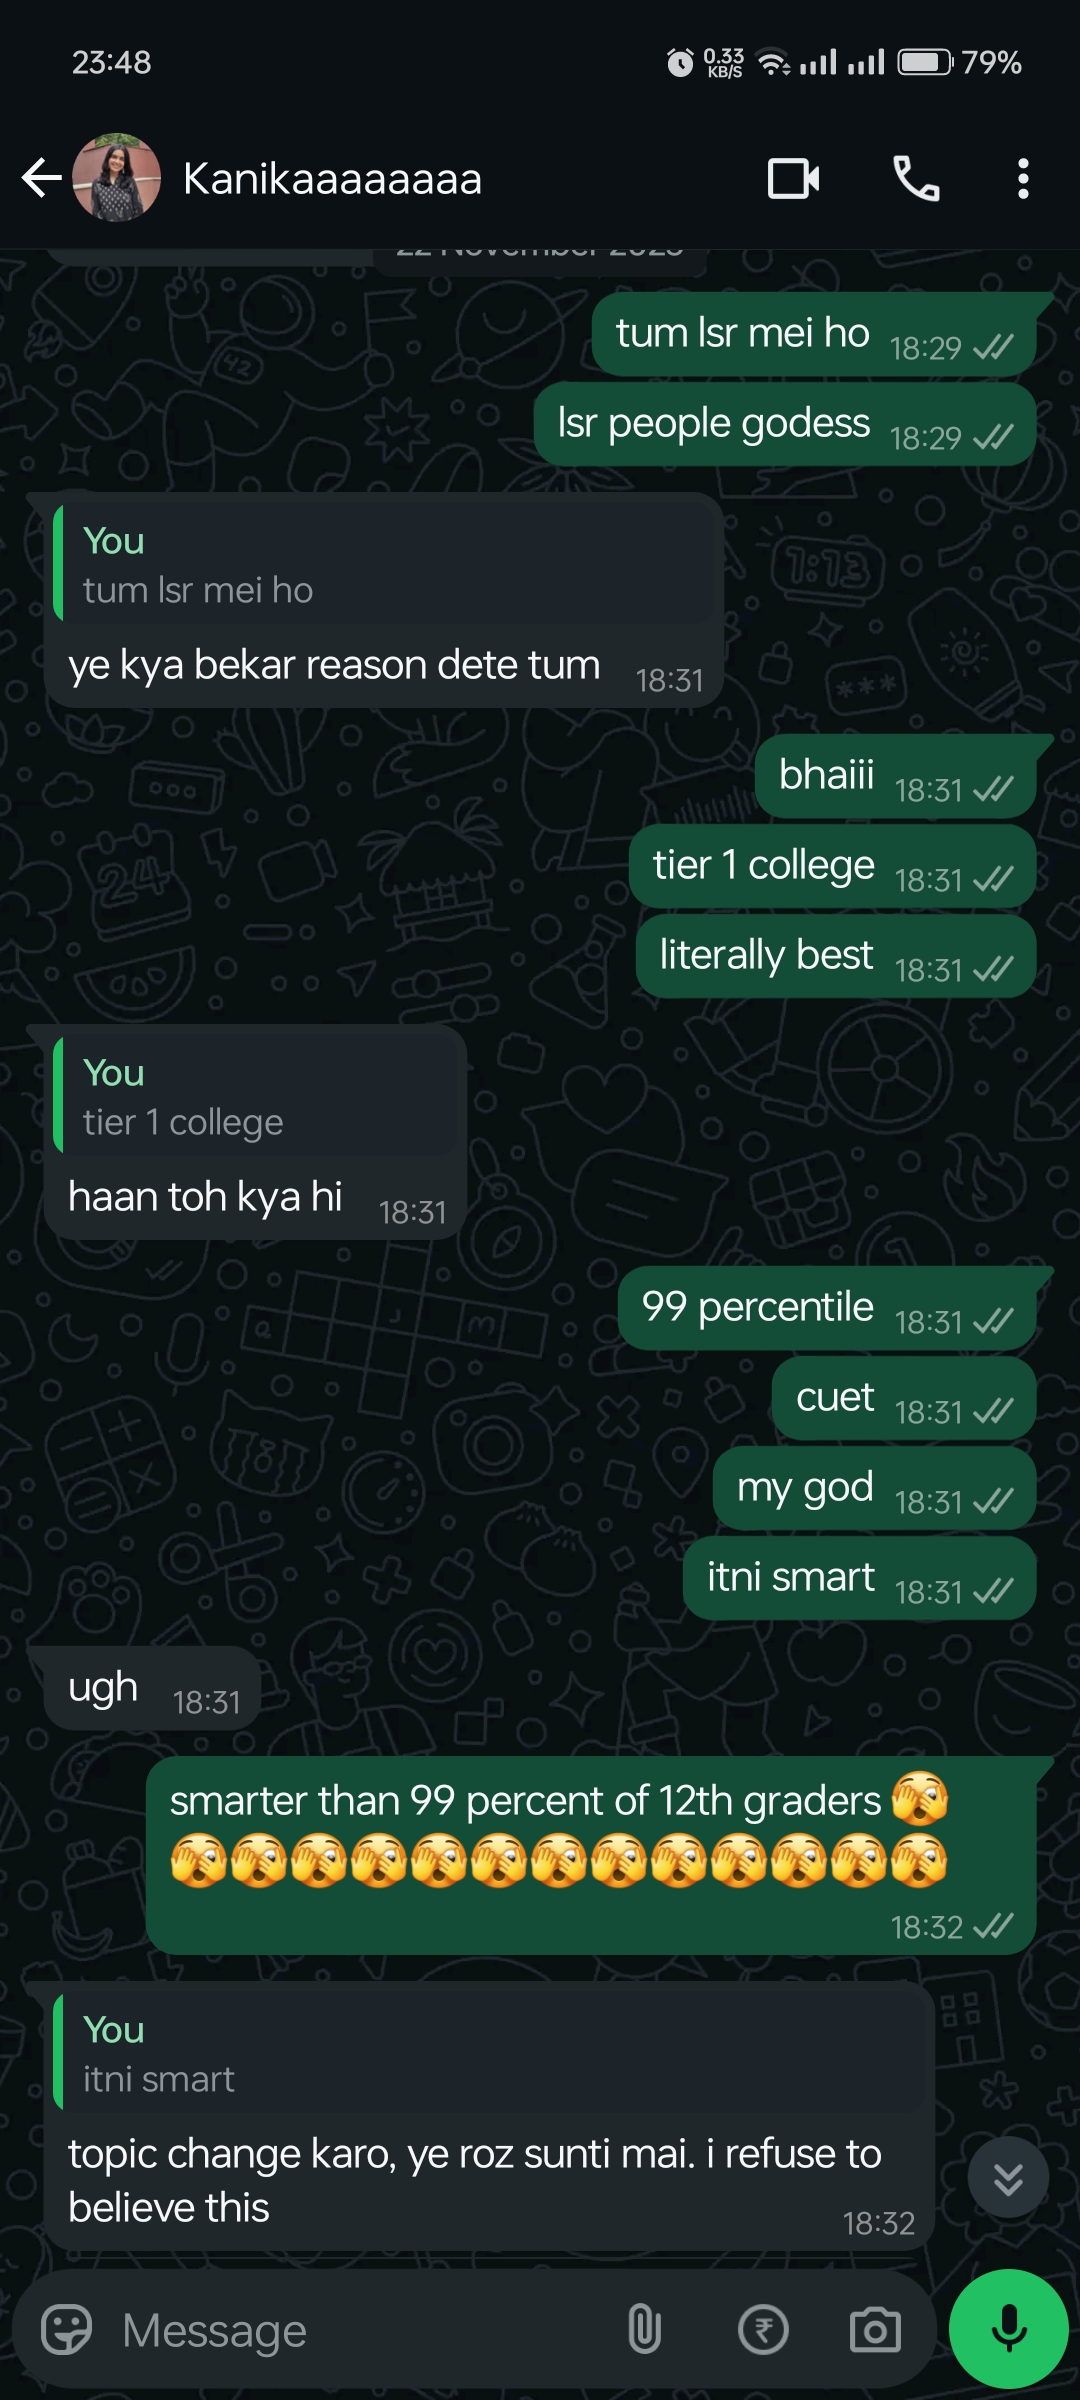 23:48
0.33 KB/S
79%
Kanikaaaaaaaa
22 November 2025
tum lsr mei ho 18:29
lsr people godess 18:29
You
tum lsr mei ho
ye kya bekar reason dete tum 18:31
bhaiii 18:31
tier 1 college 18:31
literally best 18:31
You
tier 1 college
haan toh kya hi 18:31
99 percentile 18:31
cuet 18:31
my god 18:31
itni smart 18:31
ugh 18:31
smarter than 99 percent of 12th graders 🫣
🫣🫣🫣🫣🫣🫣🫣🫣🫣🫣🫣🫣🫣
18:32
You
itni smart
topic change karo, ye roz sunti mai. i refuse to
believe this 18:32
Message